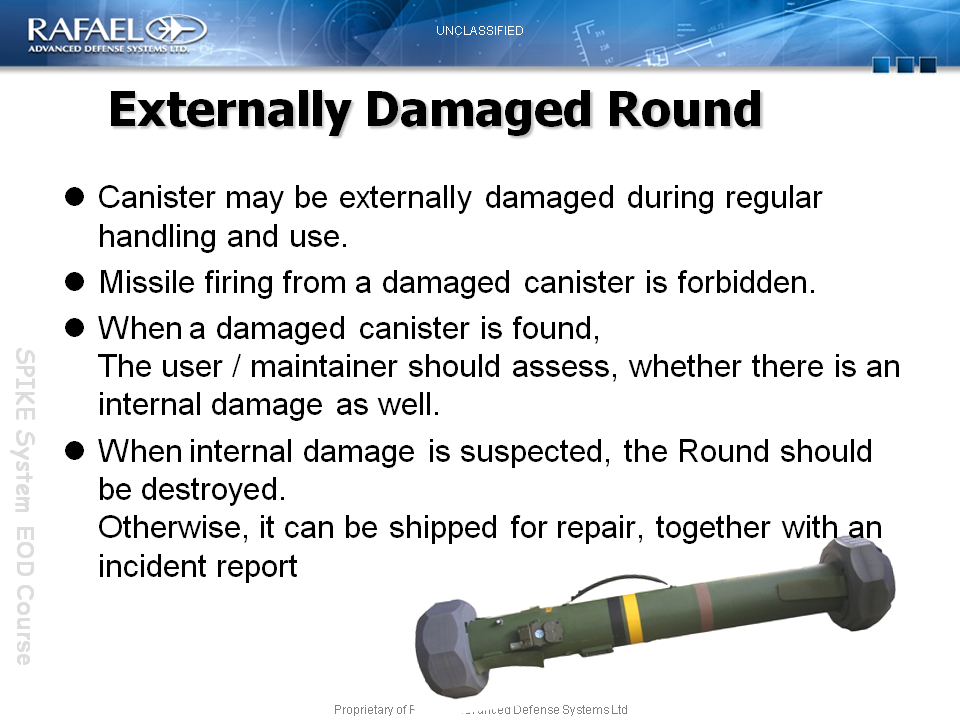 RAFAEL
ADVANCED DEFENSE SYSTEMS LTD.
UNCLASSIFIED
Externally Damaged Round
Canister may be externally damaged during regular
handling and use.
Missile firing from a damaged canister is forbidden.
When a damaged canister is found,
The user / maintainer should assess, whether there is an
internal damage as well.
When internal damage is suspected, the Round should
be destroyed.
Otherwise, it can be shipped for repair, together with an
incident report
SPIKE System EOD Course
Proprietary of Advanced Defense Systems Ltd